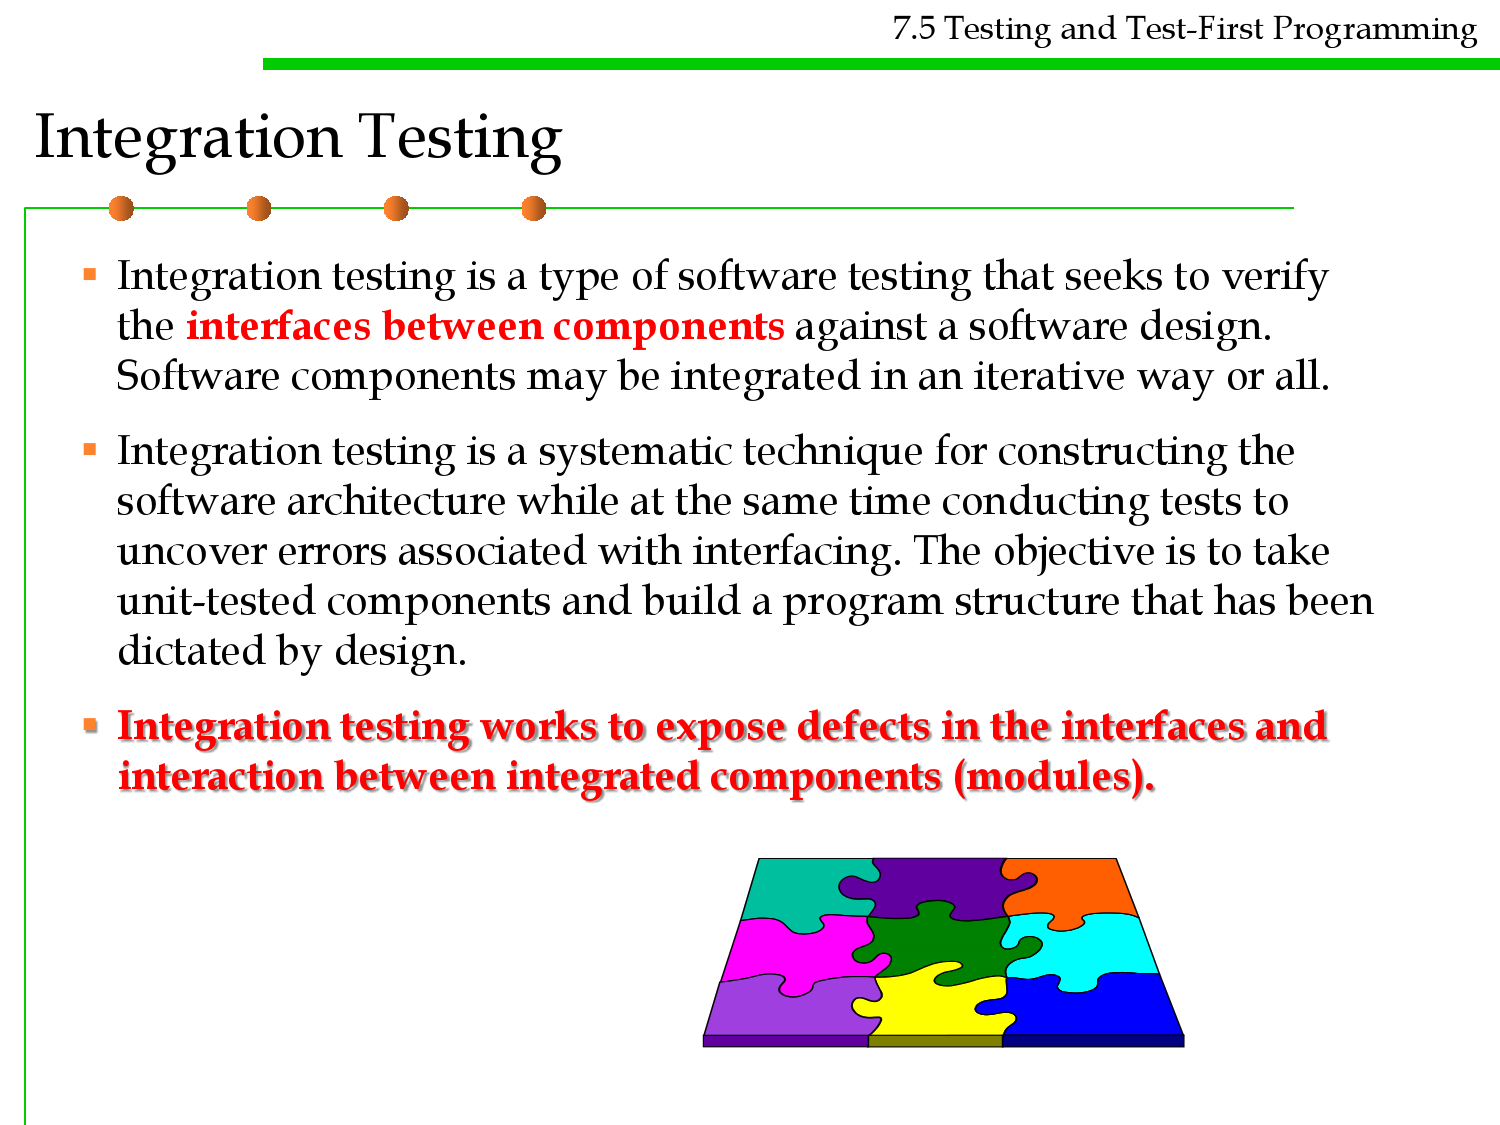 7.5 Testing and Test-First Programming
Integration Testing
▪ Integration testing is a type of software testing that seeks to verify
the interfaces between components against a software design.
Software components may be integrated in an iterative way or all.
▪ Integration testing is a systematic technique for constructing the
software architecture while at the same time conducting tests to
uncover errors associated with interfacing. The objective is to take
unit-tested components and build a program structure that has been
dictated by design.
▪ Integration testing works to expose defects in the interfaces and
interaction between integrated components (modules).